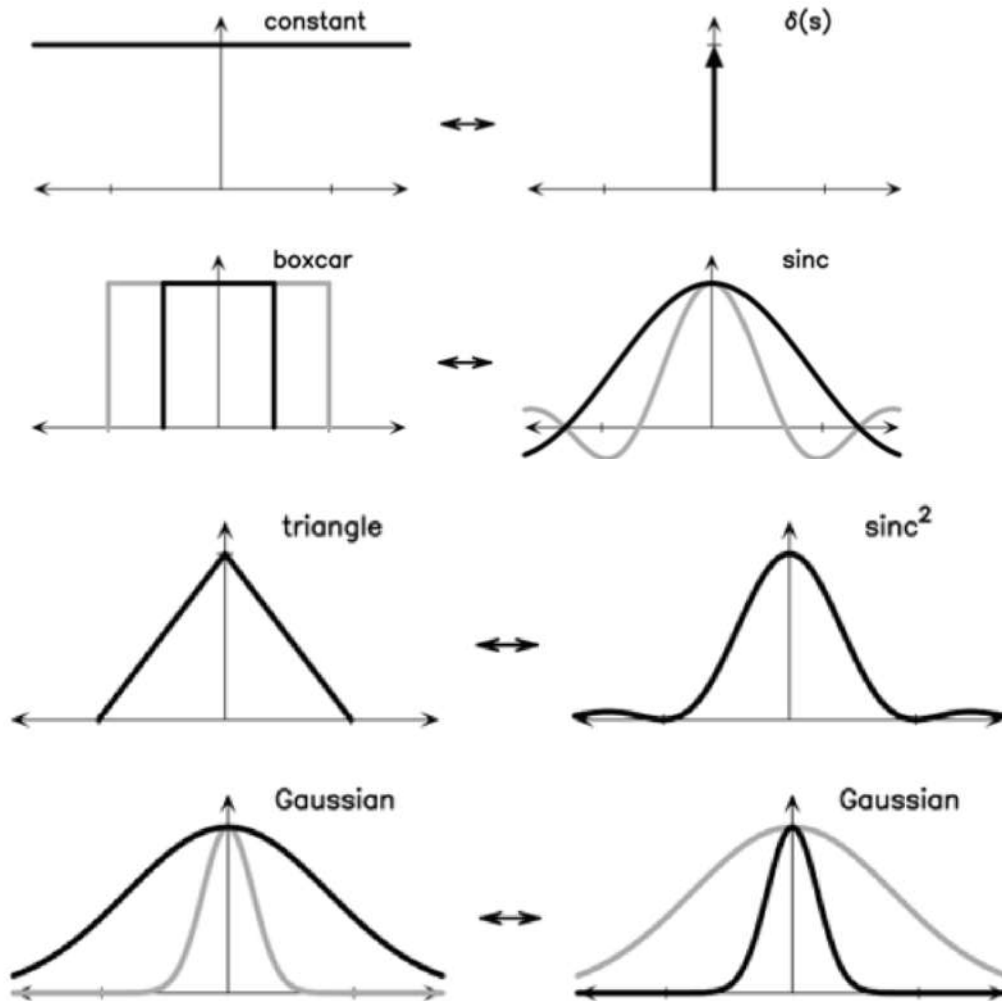 constant
δ(s)
boxcar
sinc
triangle
sinc²
Gaussian
Gaussian